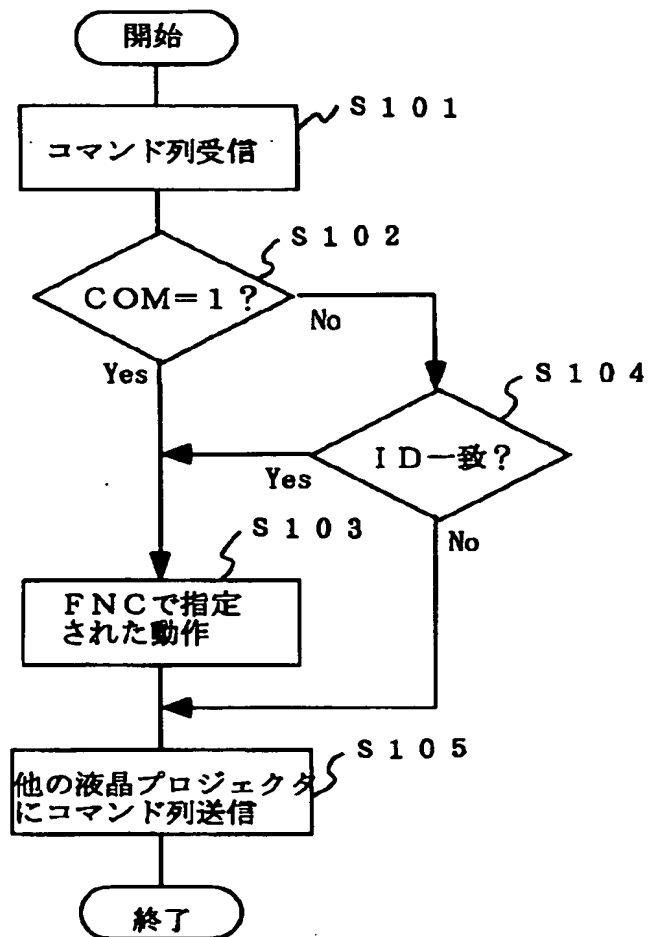 開始
S101
コマンド列受信
S102
COM=1?
No
Yes
S104
ID一致?
Yes
No
S103
FNCで指定
された動作
S105
他の液晶プロジェクタ
にコマンド列送信
終了